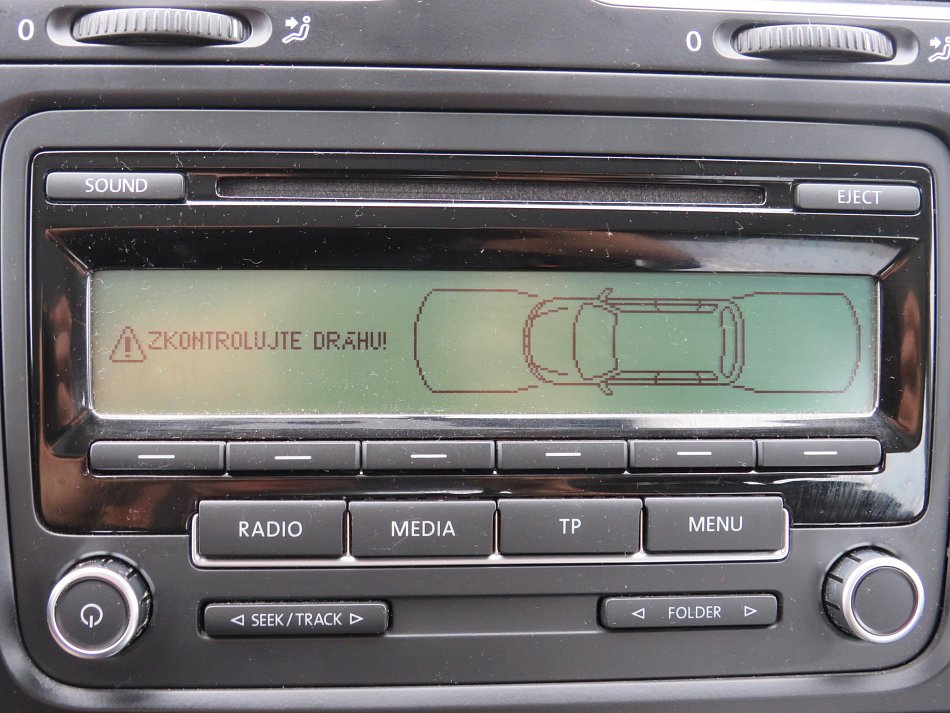 0
0
SOUND
EJECT
ZKONTROLUJTE DRÁHU!
RADIO
MEDIA
TP
MENU
SEEK/TRACK
FOLDER